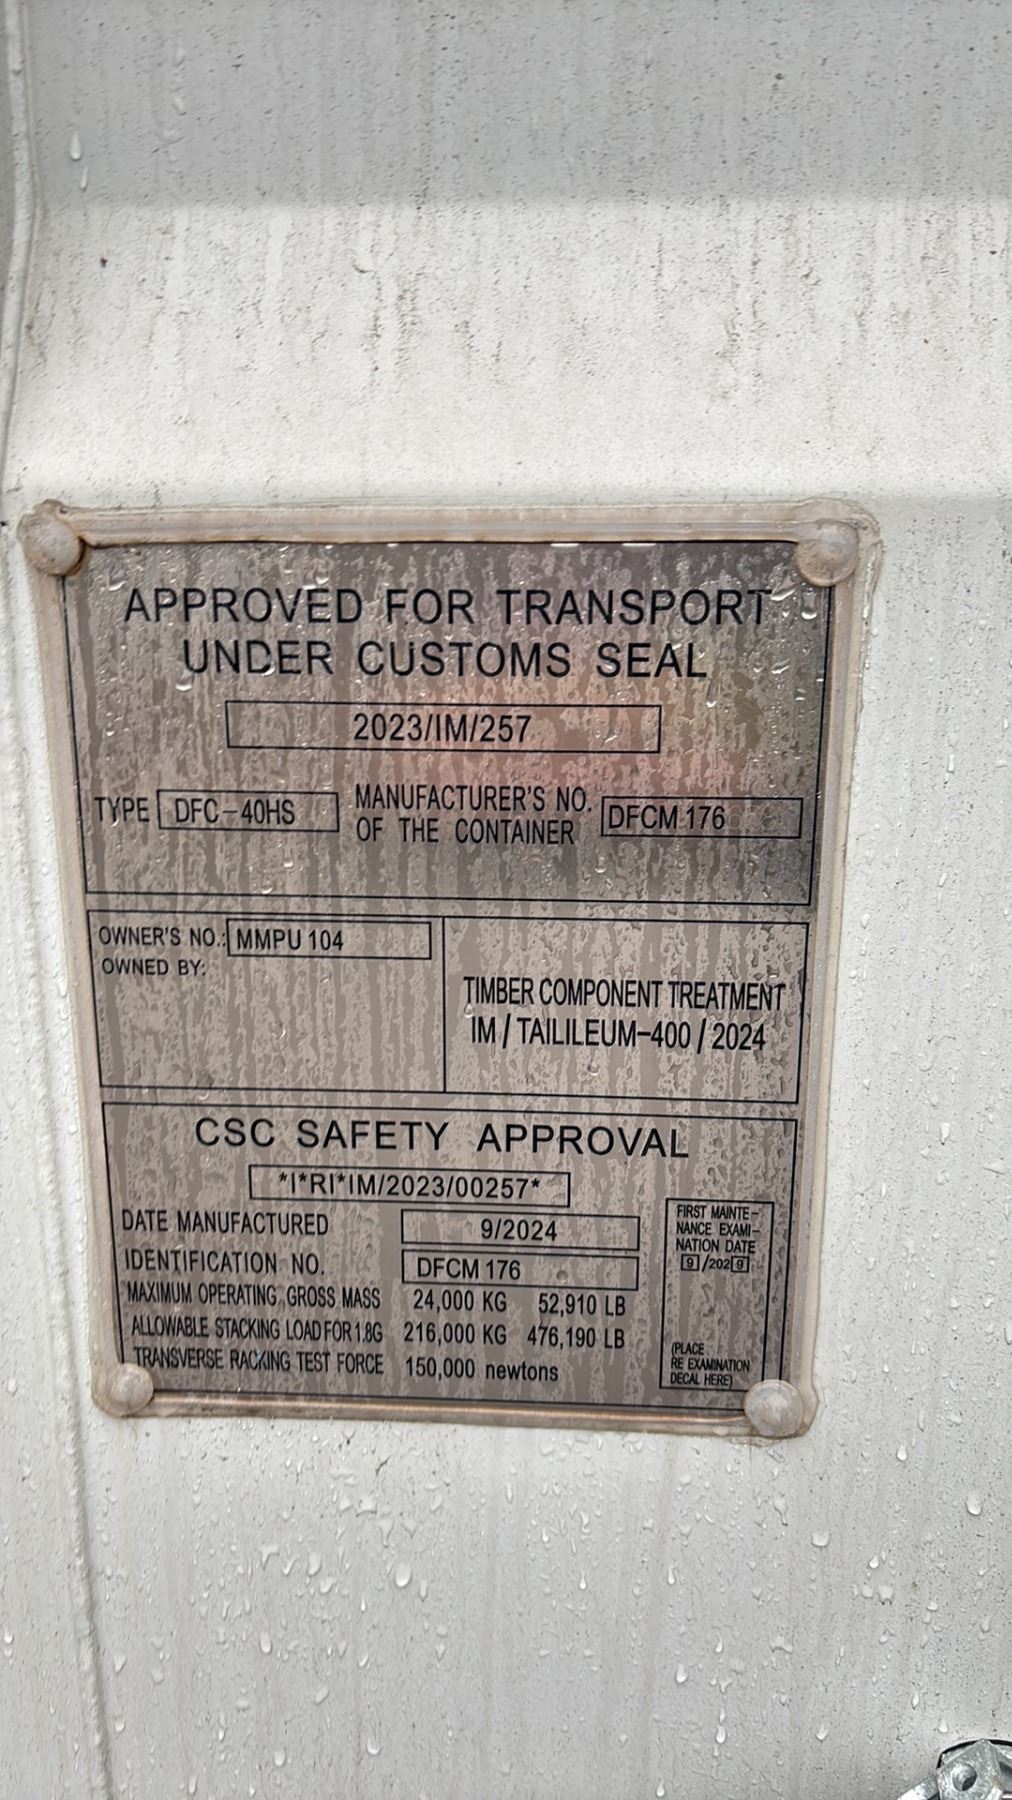 APPROVED FOR TRANSPORT
UNDER CUSTOMS SEAL
2023/IM/257
TYPE DFC-40HS
MANUFACTURER'S NO.
OF THE CONTAINER
DFCM 176
OWNER'S NO.: MMPU 104
OWNED BY:
TIMBER COMPONENT TREATMENT
IM / TAILILEUM-400 / 2024
CSC SAFETY APPROVAL
*I*RI*IM/2023/00257*
DATE MANUFACTURED 9/2024
IDENTIFICATION NO. DFCM 176
MAXIMUM OPERATING GROSS MASS 24,000 KG 52,910 LB
ALLOWABLE STACKING LOAD FOR 1.8G 216,000 KG 476,190 LB
TRANSVERSE RACKING TEST FORCE 150,000 newtons
FIRST MAINTE-
NANCE EXAMI-
NATION DATE
9 /202 9
(PLACE
RE EXAMINATION
DECAL HERE)